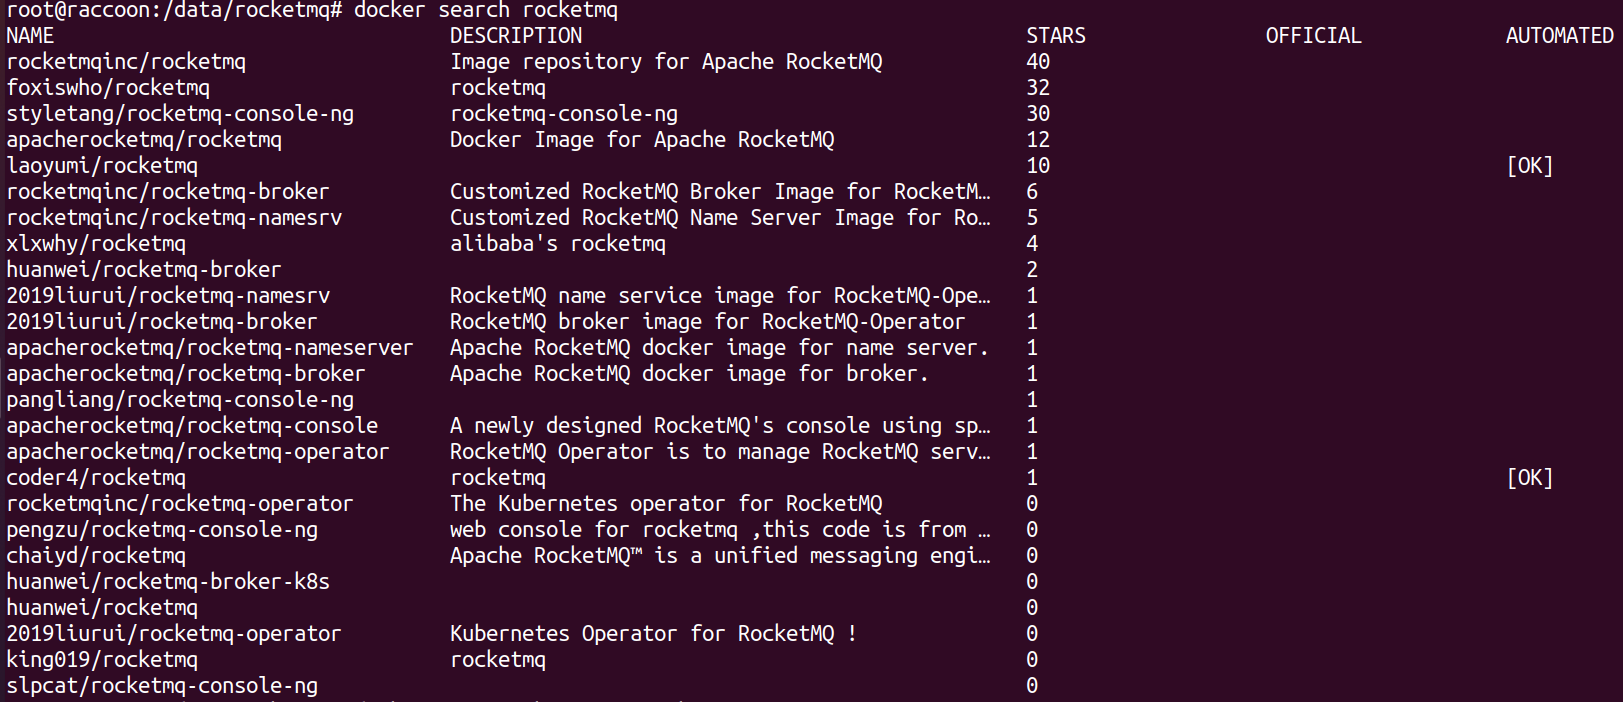 root@raccoon:/data/rocketmq# docker search rocketmq
NAME DESCRIPTION STARS OFFICIAL AUTOMATED
rocketmqinc/rocketmq Image repository for Apache RocketMQ 40
foxiswho/rocketmq rocketmq 32
styletang/rocketmq-console-ng rocketmq-console-ng 30
apacherocketmq/rocketmq Docker Image for Apache RocketMQ 12
laoyumi/rocketmq 10 [OK]
rocketmqinc/rocketmq-broker Customized RocketMQ Broker Image for RocketM… 6
rocketmqinc/rocketmq-namesrv Customized RocketMQ Name Server Image for Ro… 5
xlxwhy/rocketmq alibaba's rocketmq 4
huanwei/rocketmq-broker 2
2019liurui/rocketmq-namesrv RocketMQ name service image for RocketMQ-Ope… 1
2019liurui/rocketmq-broker RocketMQ broker image for RocketMQ-Operator 1
apacherocketmq/rocketmq-nameserver Apache RocketMQ docker image for name server. 1
apacherocketmq/rocketmq-broker Apache RocketMQ docker image for broker. 1
pangliang/rocketmq-console-ng 1
apacherocketmq/rocketmq-console A newly designed RocketMQ's console using sp… 1
apacherocketmq/rocketmq-operator RocketMQ Operator is to manage RocketMQ serv… 1
coder4/rocketmq rocketmq 1 [OK]
rocketmqinc/rocketmq-operator The Kubernetes operator for RocketMQ 0
pengzu/rocketmq-console-ng web console for rocketmq ,this code is from … 0
chaiyd/rocketmq Apache RocketMQ™ is a unified messaging engi… 0
huanwei/rocketmq-broker-k8s 0
huanwei/rocketmq 0
2019liurui/rocketmq-operator Kubernetes Operator for RocketMQ ! 0
king019/rocketmq rocketmq 0
slpcat/rocketmq-console-ng 0